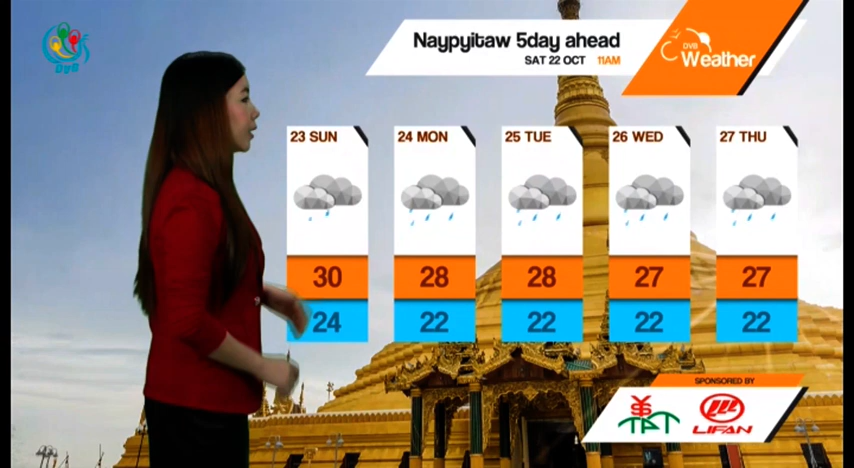 DVB
Naypyitaw 5day ahead
SAT 22 OCT 11AM
DVB
Weather
23 SUN
24 MON
25 TUE
26 WED
27 THU
30
28
28
27
27
24
22
22
22
22
SPONSORED BY
LIFAN